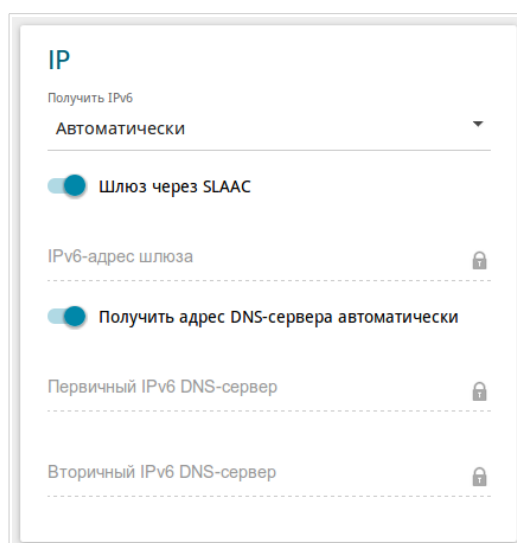 IP
Получить IPv6
Автоматически
Шлюз через SLAAC
IPv6-адрес шлюза
Получить адрес DNS-сервера автоматически
Первичный IPv6 DNS-сервер
Вторичный IPv6 DNS-сервер